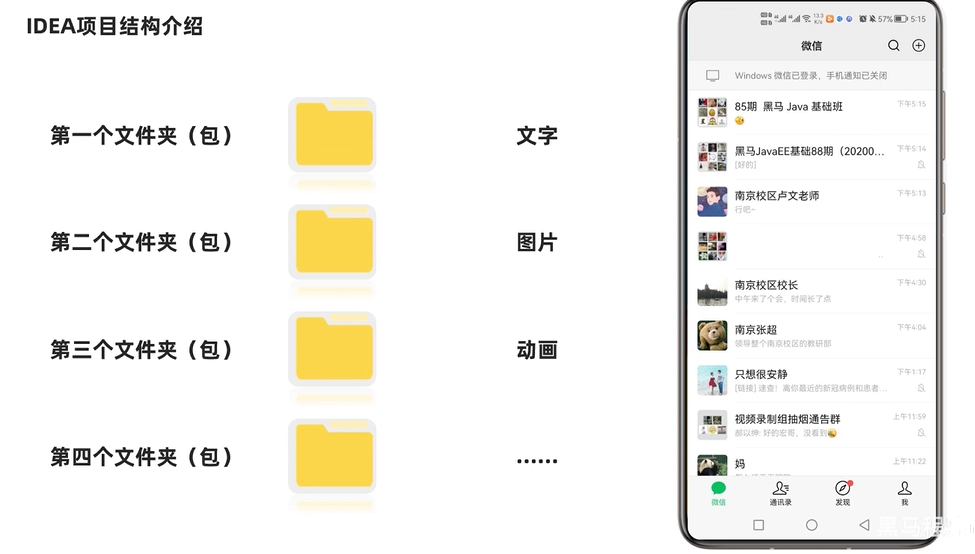 IDEA项目结构介绍
第一个文件夹（包）
文字
第二个文件夹（包）
图片
第三个文件夹（包）
动画
第四个文件夹（包）
......
13.3 K/s
57%
5:15
微信
Windows 微信已登录，手机通知已关闭
85期 黑马 Java 基础班
下午5:15
黑马JavaEE基础88期（20200...
下午5:14
[好的]
南京校区卢文老师
下午5:13
行吧~
下午4:58
..
南京校区校长
下午4:30
中午来了个会，时间长了点
南京张超
下午4:04
领导整个南京校区的教研部
只想很安静
下午1:17
[链接] 速查！离你最近的新冠病例和患者...
视频录制组抽烟通告群
上午11:59
郝以绅: 好的宏哥，没看到
妈
上午11:22
微信
通讯录
发现
我